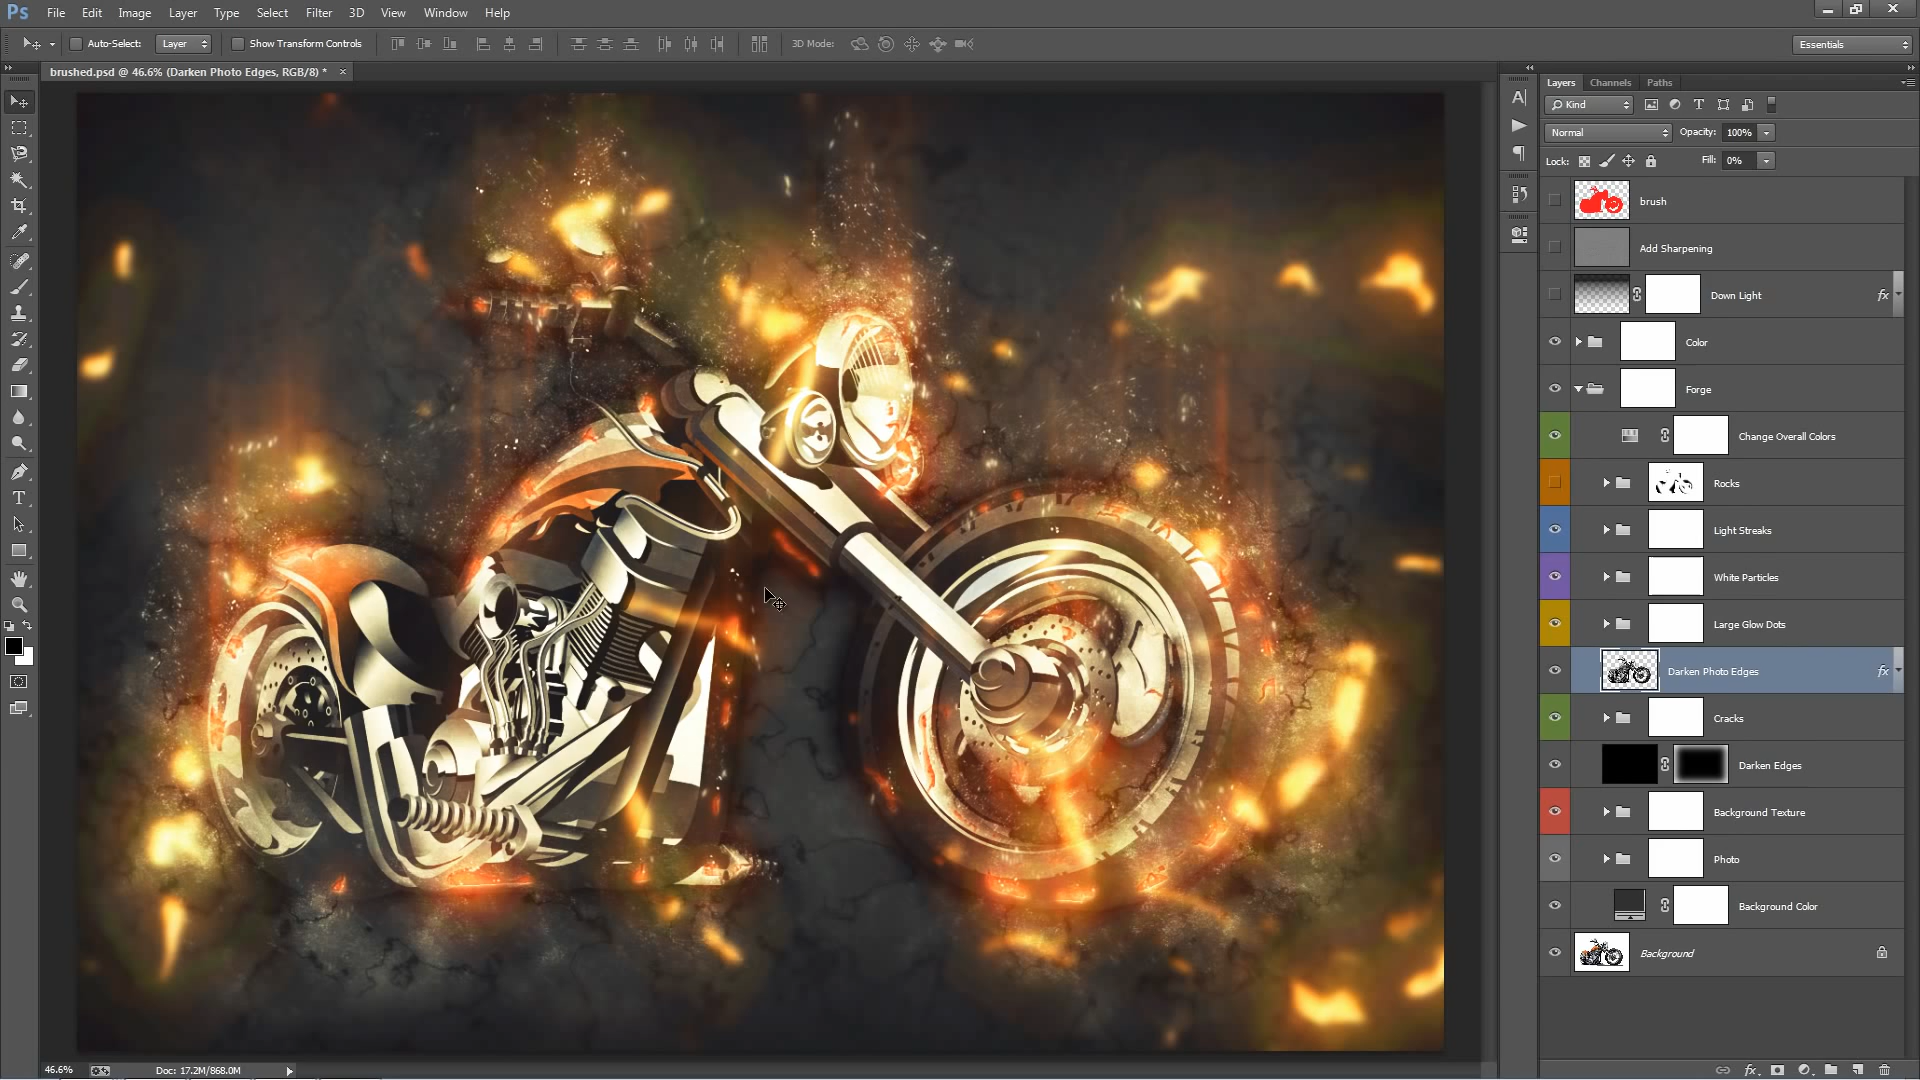 Ps File Edit Image Layer Type Select Filter 3D View Window Help
Auto-Select: Layer Show Transform Controls 3D Mode: Essentials
brushed.psd @ 46.6% (Darken Photo Edges, RGB/8) * ×
Layers Channels Paths
Kind
Normal Opacity: 100%
Lock: Fill: 0%
brush
Add Sharpening
Down Light fx
Color
Forge
Change Overall Colors
Rocks
Light Streaks
White Particles
Large Glow Dots
Darken Photo Edges fx
Cracks
Darken Edges
Background Texture
Photo
Background Color
Background
46.6% Doc: 17.2M/868.0M
fx